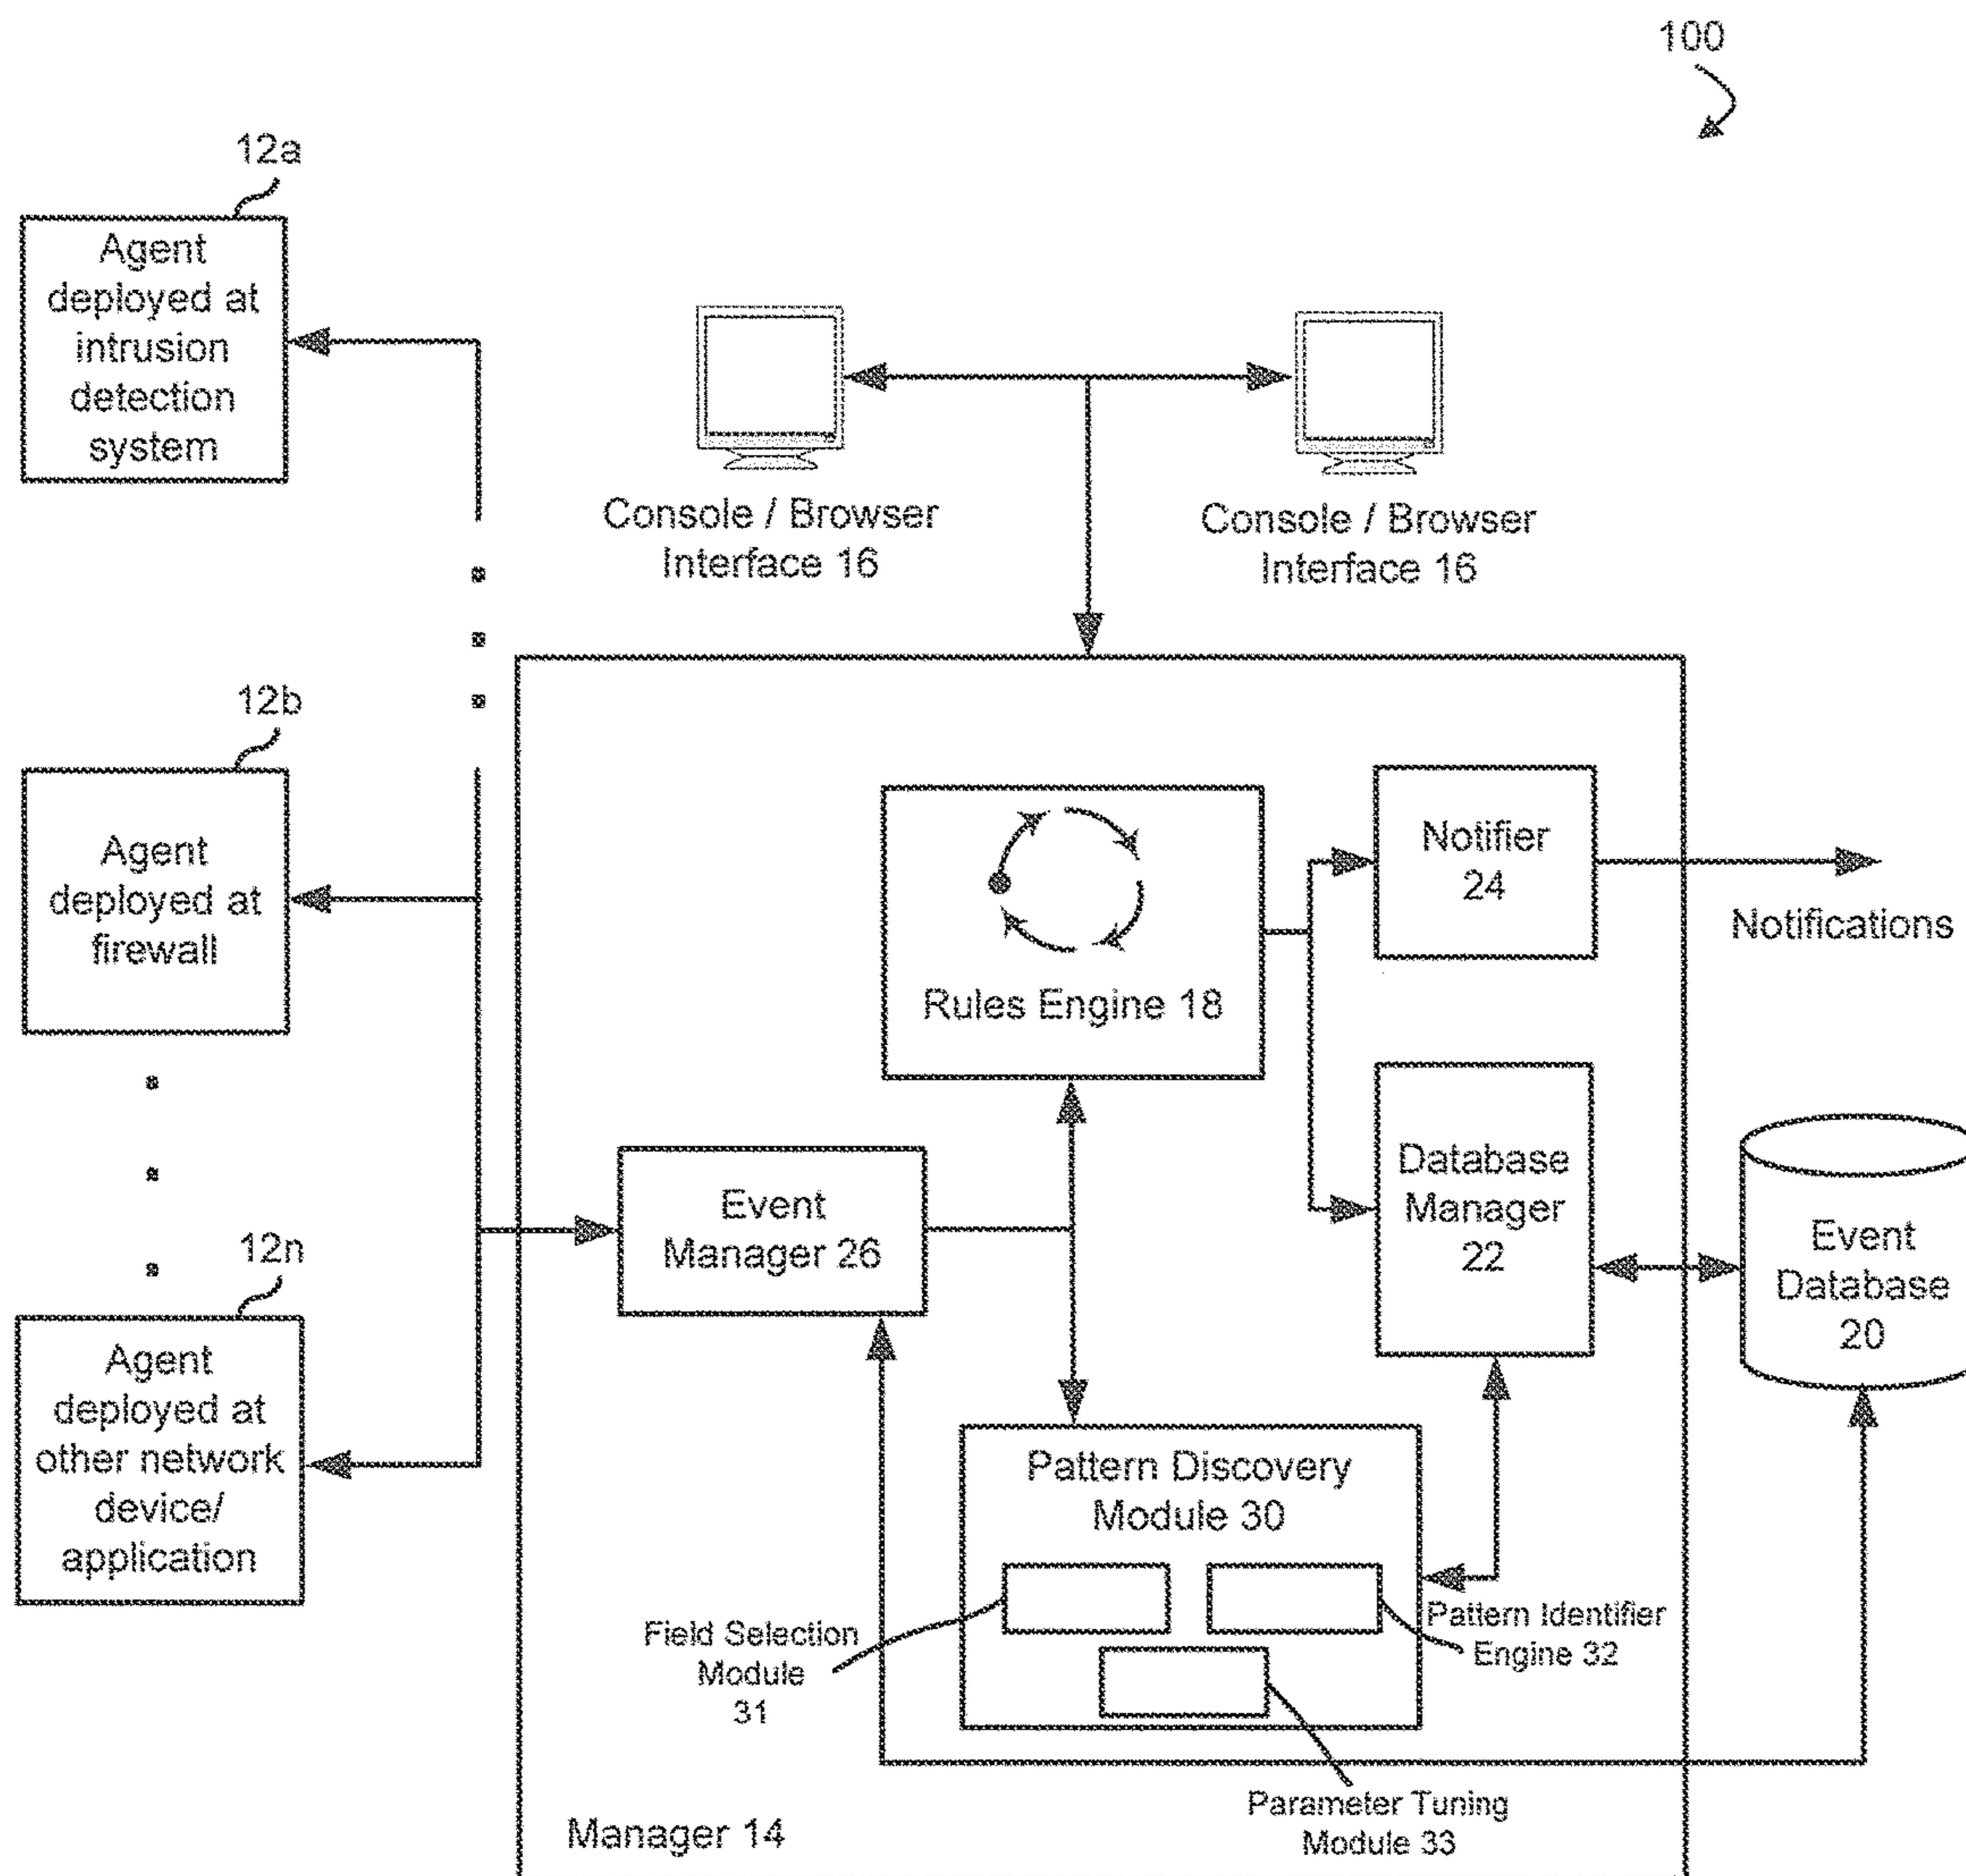 100
12a
Agent
deployed at
intrusion
detection
system
Console / Browser
Interface 16
Console / Browser
Interface 16
12b
Agent
deployed at
firewall
Rules Engine 18
Notifier
24
Notifications
Database
Manager
22
Event
Manager 26
Event
Database
20
12n
Agent
deployed at
other network
device/
application
Pattern Discovery
Module 30
Field Selection
Module
31
Pattern Identifier
Engine 32
Parameter Tuning
Module 33
Manager 14